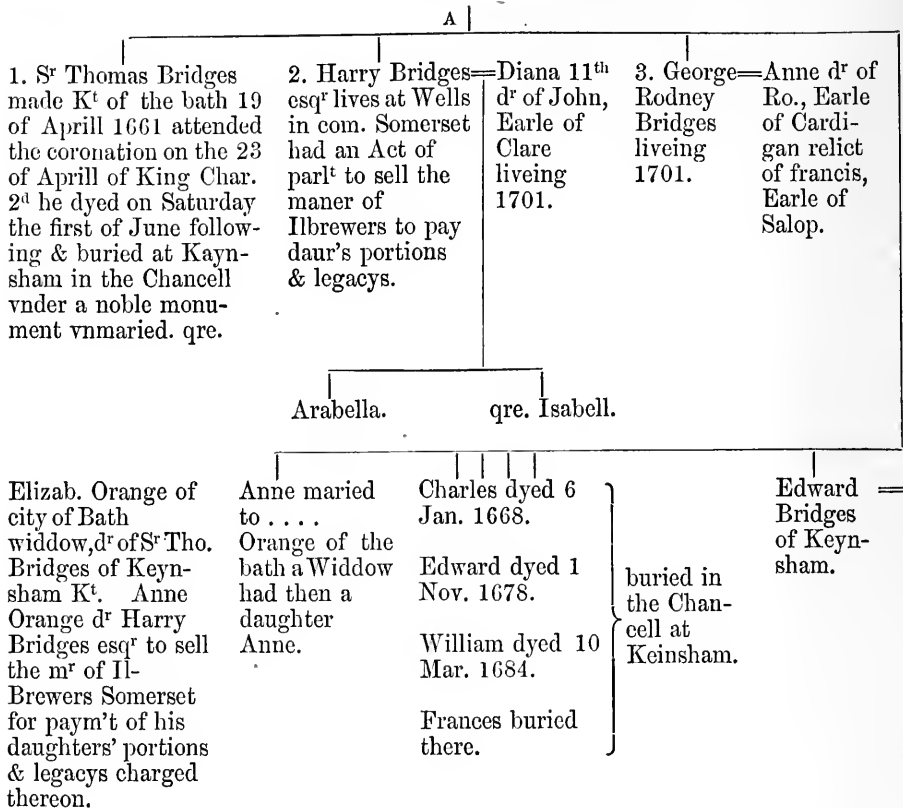 A
1. Sʳ Thomas Bridges
made Kᵗ of the bath 19
of Aprill 1661 attended
the coronation on the 23
of Aprill of King Char.
2ᵈ he dyed on Saturday
the first of June follow-
ing & buried at Kayn-
sham in the Chancell
vnder a noble monu-
ment vnmaried. qre.
2. Harry Bridges=
esqʳ lives at Wells
in com. Somerset
had an Act of
parlᵗ to sell the
maner of
Ilbrewers to pay
daur's portions
& legacys.
Diana 11ᵗʰ
dʳ of John,
Earle of
Clare
liveing
1701.
3. George=
Rodney
Bridges
liveing
1701.
Anne dʳ of
Ro., Earle
of Cardi-
gan relict
of francis,
Earle of
Salop.
Arabella.
qre. Isabell.
Elizab. Orange of
city of Bath
widdow, dʳ of Sʳ Tho.
Bridges of Keyn-
sham Kᵗ. Anne
Orange dʳ Harry
Bridges esqʳ to sell
the mʳ of Il-
Brewers Somerset
for paym't of his
daughters' portions
& legacys charged
thereon.
Anne maried
to ....
Orange of the
bath a Widdow
had then a
daughter
Anne.
Charles dyed 6
Jan. 1668.
Edward dyed 1
Nov. 1678.
William dyed 10
Mar. 1684.
Frances buried
there.
buried in
the Chan-
cell at
Keinsham.
Edward =
Bridges
of Keyn-
sham.